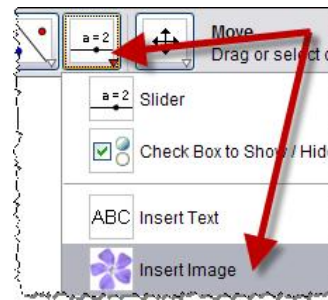 a=2
Move
Drag or select o
a=2 Slider
Check Box to Show / Hid
ABC Insert Text
Insert Image